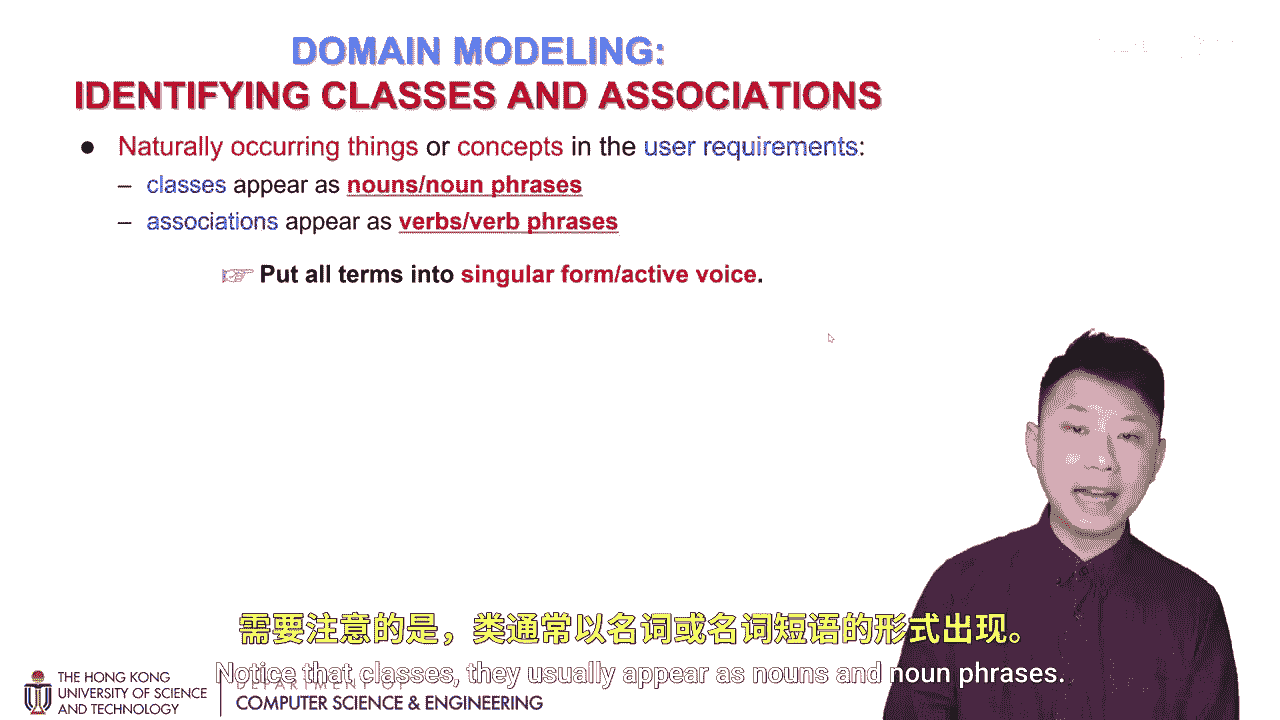 DOMAIN MODELING:
IDENTIFYING CLASSES AND ASSOCIATIONS
● Naturally occurring things or concepts in the user requirements:
– classes appear as nouns/noun phrases
– associations appear as verbs/verb phrases
☞ Put all terms into singular form/active voice.
需要注意的是，类通常以名词或名词短语的形式出现。
Notice that classes, they usually appear as nouns and noun phrases.
THE HONG KONG
UNIVERSITY OF SCIENCE
AND TECHNOLOGY
DEPARTMENT OF
COMPUTER SCIENCE & ENGINEERING